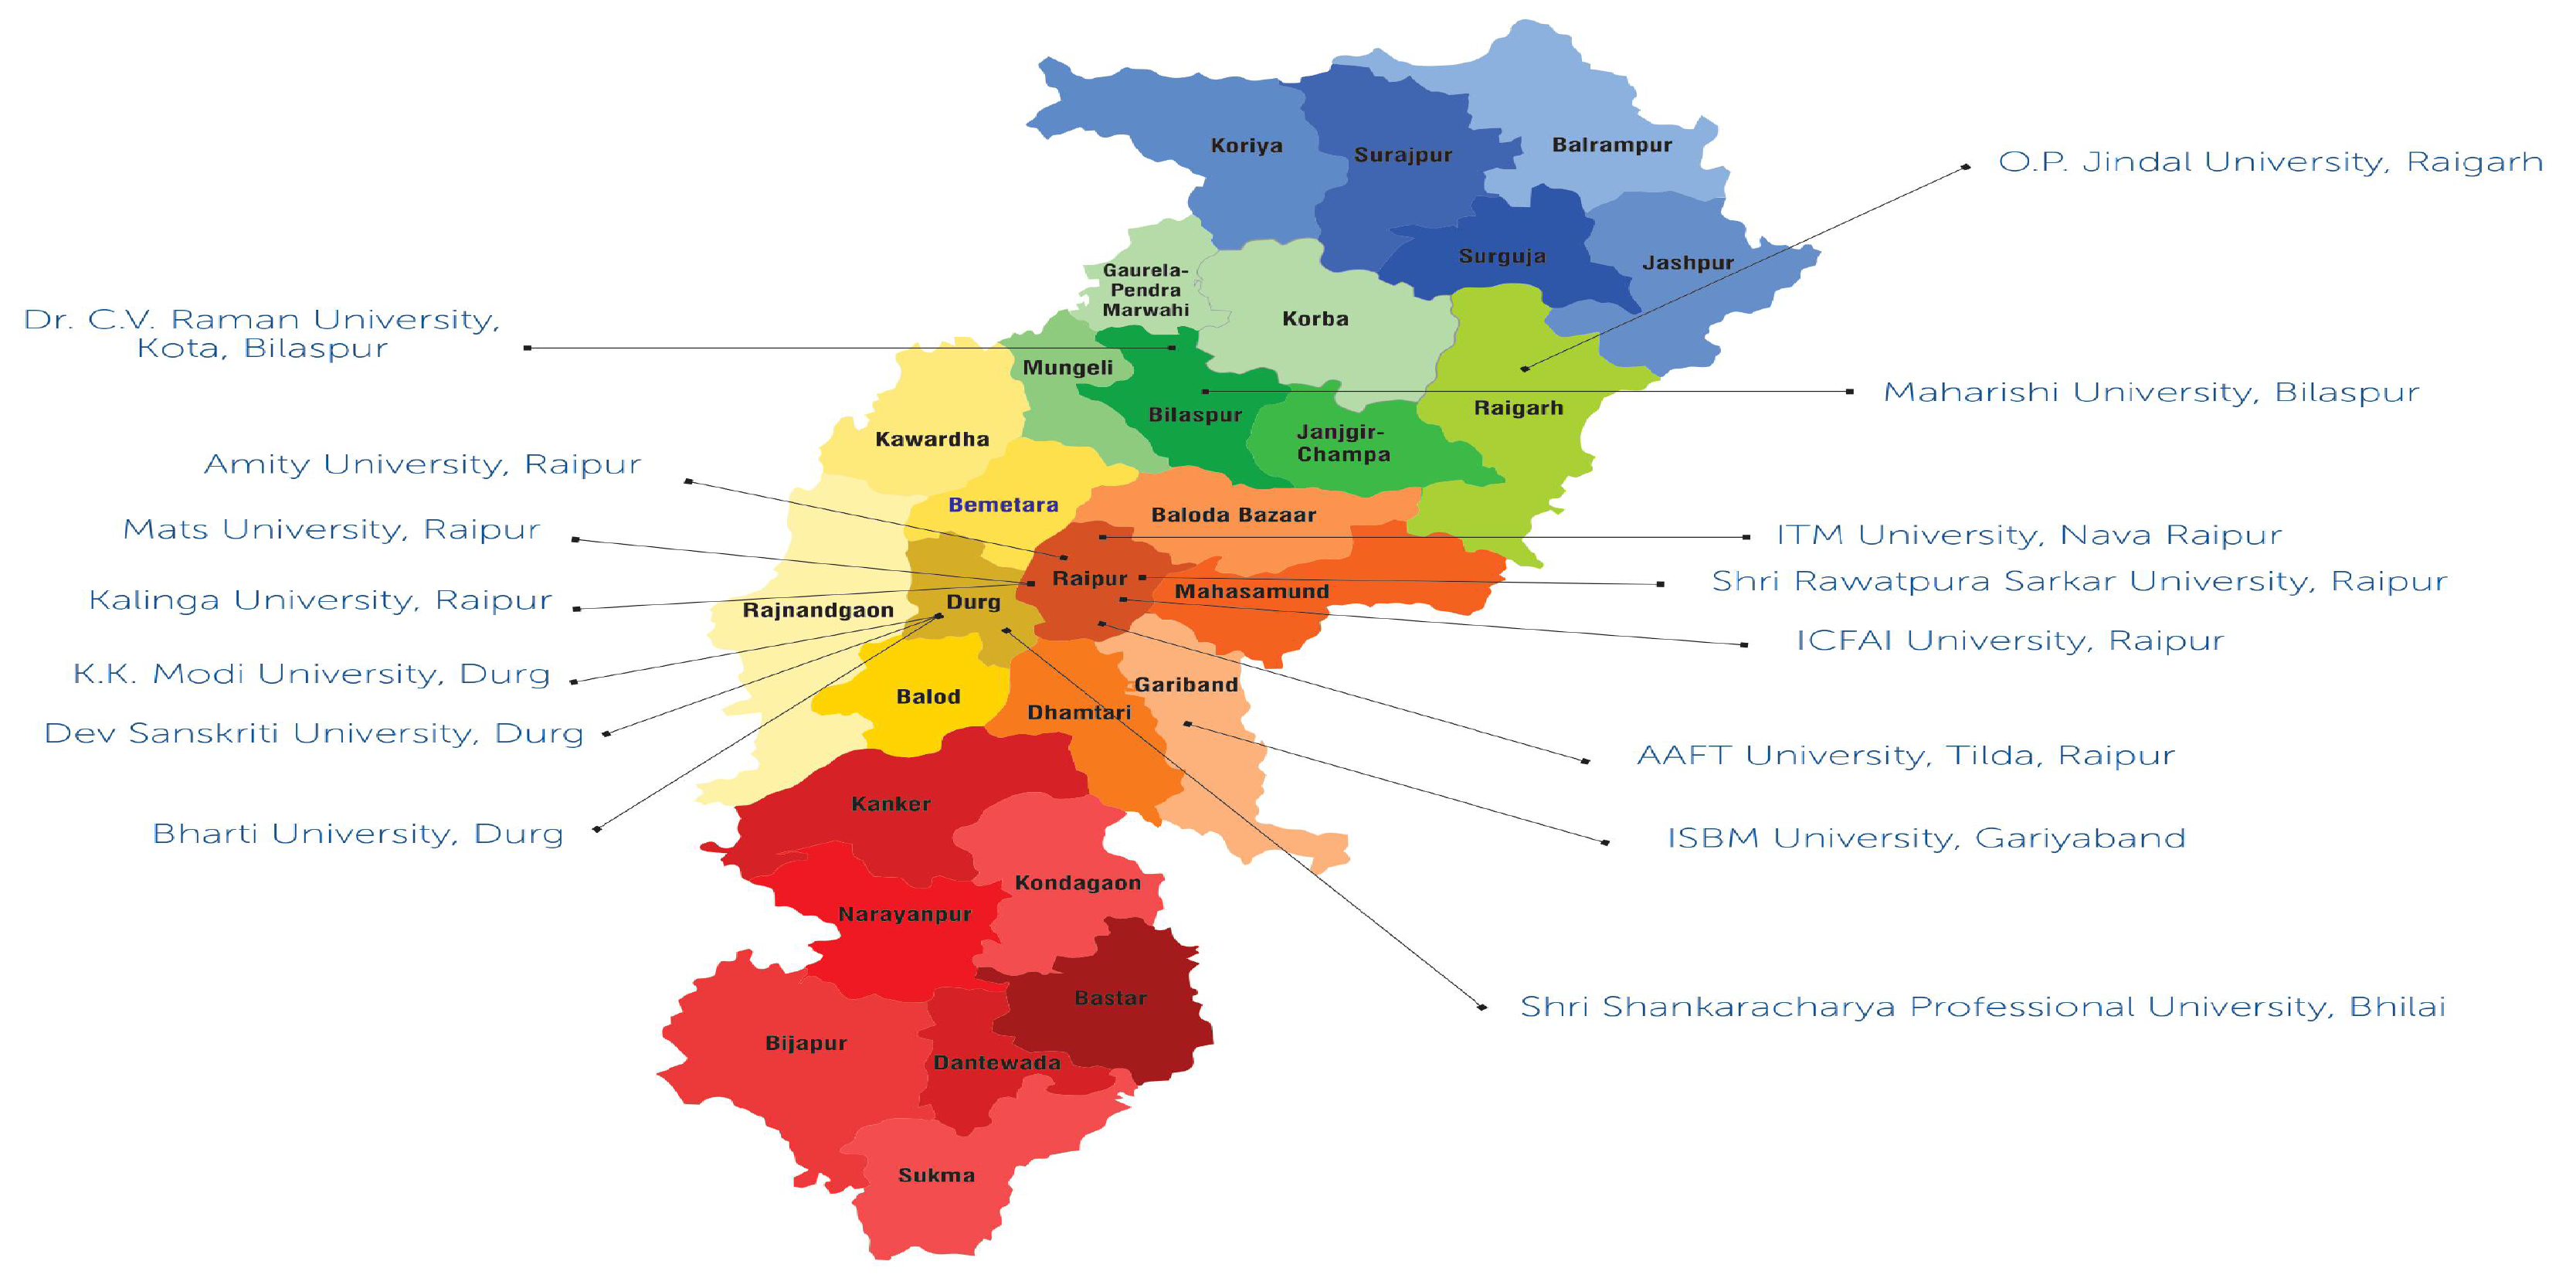 Koriya
Surajpur
Balrampur
O.P. Jindal University, Raigarh
Surguja
Jashpur
Gaurela-
Pendra
Marwahi
Korba
Dr. C.V. Raman University,
Kota, Bilaspur
Mungeli
Maharishi University, Bilaspur
Bilaspur
Raigarh
Kawardha
Janjgir-
Champa
Amity University, Raipur
Bemetara
Baloda Bazaar
Mats University, Raipur
ITM University, Nava Raipur
Raipur
Shri Rawatpura Sarkar University, Raipur
Mahasamund
Kalinga University, Raipur
Rajnandgaon
Durg
ICFAI University, Raipur
K.K. Modi University, Durg
Balod
Gariband
Dhamtari
Dev Sanskriti University, Durg
AAFT University, Tilda, Raipur
Kanker
Bharti University, Durg
ISBM University, Gariyaband
Kondagaon
Narayanpur
Bastar
Shri Shankaracharya Professional University, Bhilai
Bijapur
Dantewada
Sukma